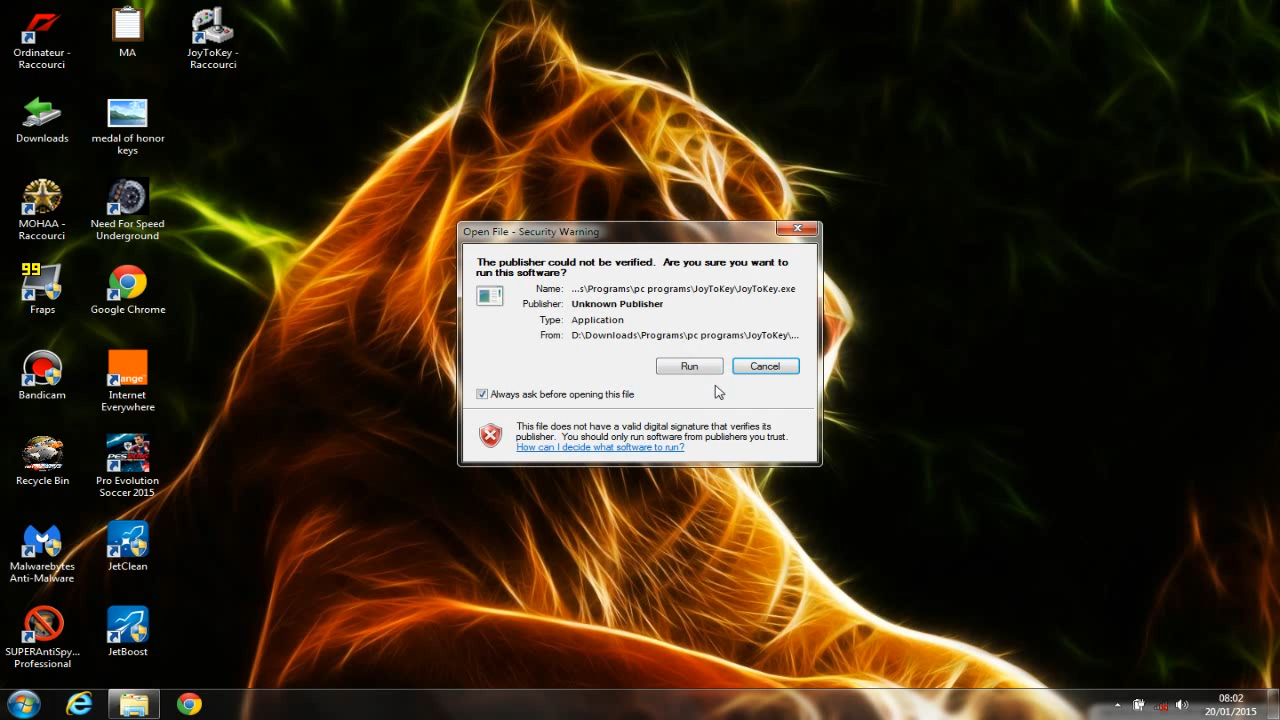 Ordinateur -
Raccourci
MA
JoyToKey -
Raccourci
Downloads
medal of honor
keys
MOHAA -
Raccourci
Need For Speed
Underground
99
Fraps
Google Chrome
Bandicam
ange
Internet
Everywhere
Recycle Bin
Pro Evolution
Soccer 2015
Malwarebytes
Anti-Malware
JetClean
SUPERAntiSpy...
Professional
JetBoost
Open File - Security Warning
The publisher could not be verified.  Are you sure you want to
run this software?
Name: ...s\Programs\pc programs\JoyToKey\JoyToKey.exe
Publisher: Unknown Publisher
Type: Application
From: D:\Downloads\Programs\pc programs\JoyToKey\...
Run Cancel
Always ask before opening this file
This file does not have a valid digital signature that verifies its
publisher.  You should only run software from publishers you trust.
How can I decide what software to run?
08:02
20/01/2015